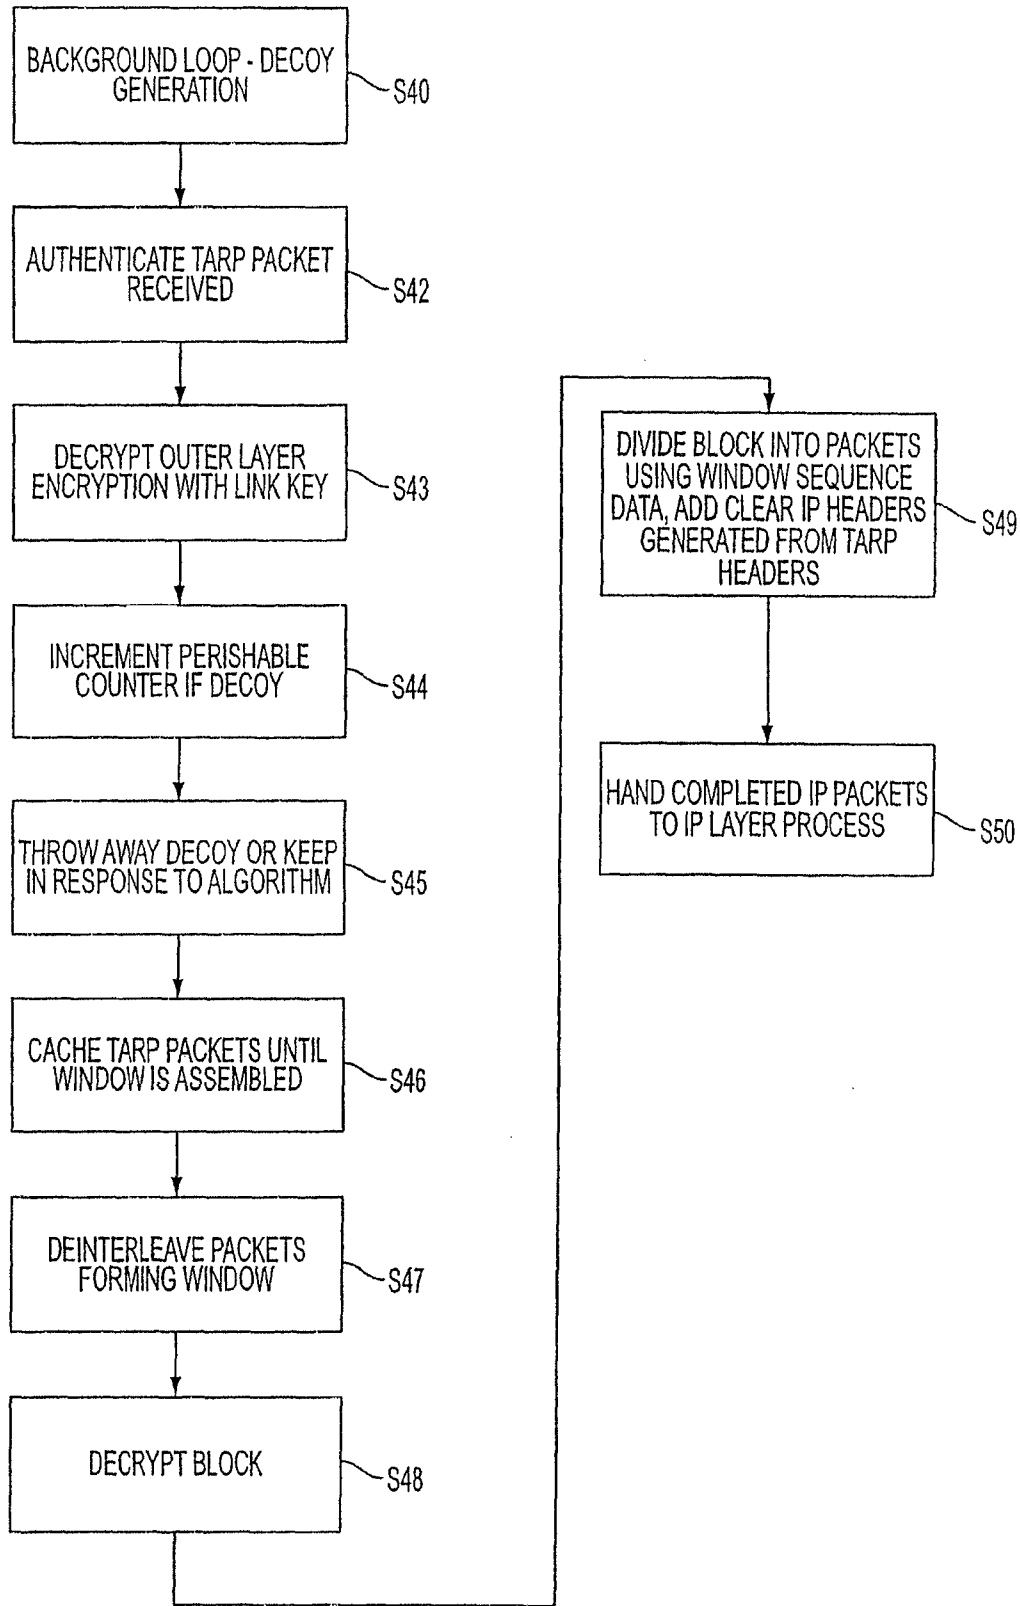 BACKGROUND LOOP - DECOY
GENERATION
S40
AUTHENTICATE TARP PACKET
RECEIVED
S42
DECRYPT OUTER LAYER
ENCRYPTION WITH LINK KEY
S43
INCREMENT PERISHABLE
COUNTER IF DECOY
S44
THROW AWAY DECOY OR KEEP
IN RESPONSE TO ALGORITHM
S45
CACHE TARP PACKETS UNTIL
WINDOW IS ASSEMBLED
S46
DEINTERLEAVE PACKETS
FORMING WINDOW
S47
DECRYPT BLOCK
S48
DIVIDE BLOCK INTO PACKETS
USING WINDOW SEQUENCE
DATA, ADD CLEAR IP HEADERS
GENERATED FROM TARP
HEADERS
S49
HAND COMPLETED IP PACKETS
TO IP LAYER PROCESS
S50